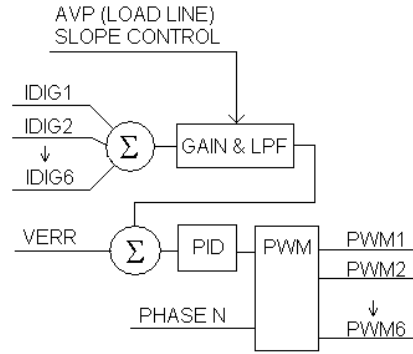 AVP (LOAD LINE)
SLOPE CONTROL
IDIG1
IDIG2
IDIG6
Σ
GAIN & LPF
VERR
Σ
PID
PWM
PWM1
PWM2
PWM6
PHASE N